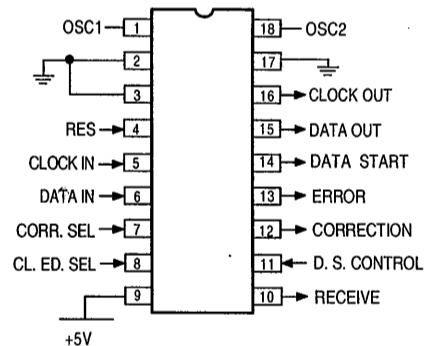 OSC1 1 18 OSC2
2 17
3 16 CLOCK OUT
RES 4 15 DATA OUT
CLOCK IN 5 14 DATA START
DATA IN 6 13 ERROR
CORR. SEL 7 12 CORRECTION
CL. ED. SEL 8 11 D. S. CONTROL
9 10 RECEIVE
+5V